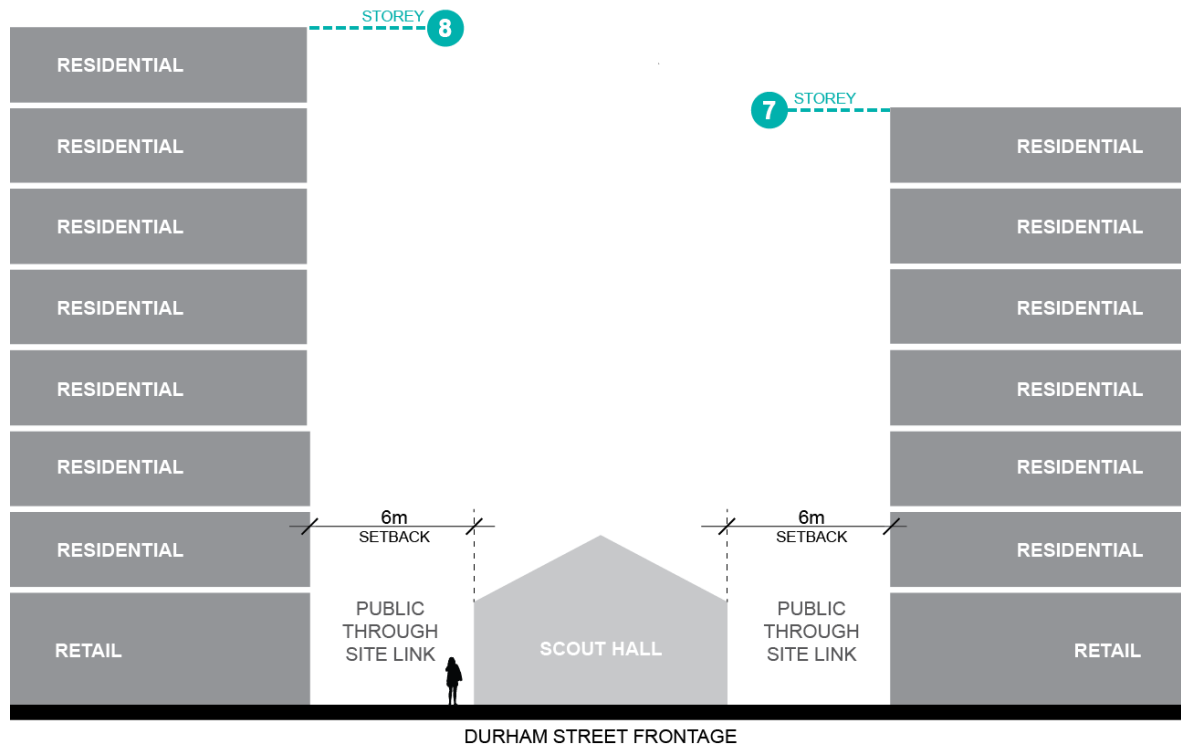 STOREY 8
RESIDENTIAL
7 STOREY
RESIDENTIAL RESIDENTIAL
RESIDENTIAL RESIDENTIAL
RESIDENTIAL RESIDENTIAL
RESIDENTIAL RESIDENTIAL
RESIDENTIAL RESIDENTIAL
6m 6m
SETBACK SETBACK
RESIDENTIAL RESIDENTIAL
PUBLIC PUBLIC
THROUGH THROUGH
SITE LINK SITE LINK
RETAIL SCOUT HALL RETAIL
DURHAM STREET FRONTAGE